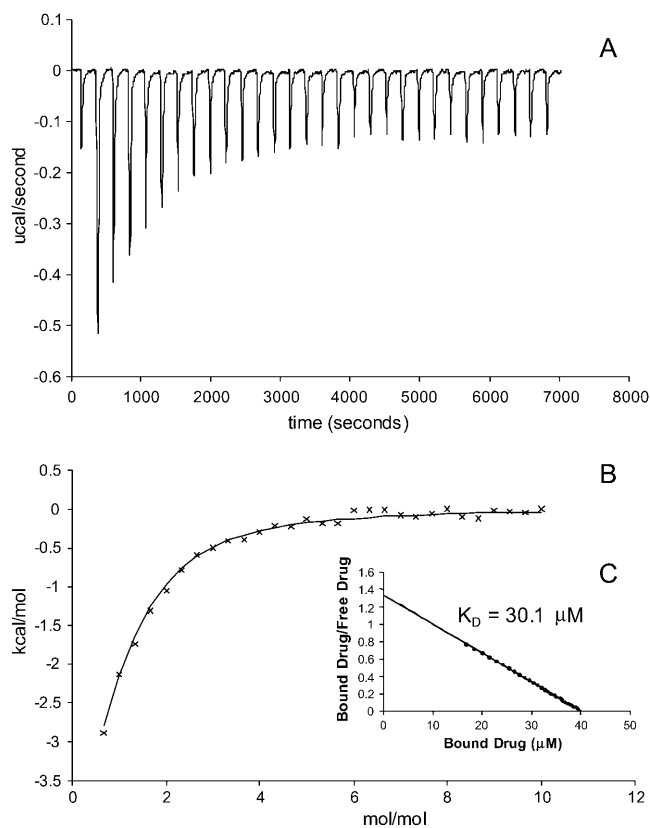 A
0.1
0
-0.1
-0.2
-0.3
-0.4
-0.5
-0.6
ucal/second
0 1000 2000 3000 4000 5000 6000 7000 8000
time (seconds)
B
0.5
0
-0.5
-1
-1.5
-2
-2.5
-3
-3.5
kcal/mol
0 2 4 6 8 10 12
mol/mol
C
1.6
1.4
1.2
1
0.8
0.6
0.4
0.2
0
Bound Drug/Free Drug
K_D = 30.1 μM
0 10 20 30 40 50
Bound Drug (μM)